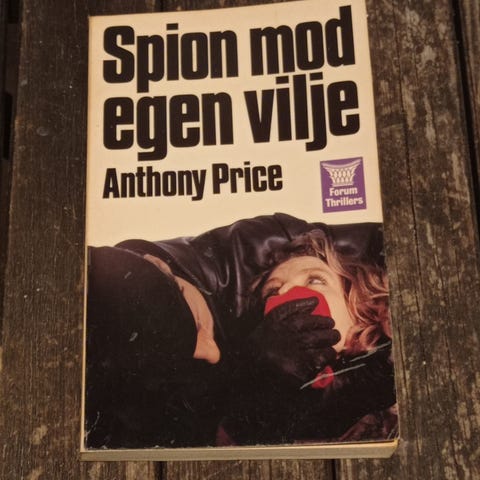 Spion mod
egen vilje
Anthony Price
Forum
Thrillers